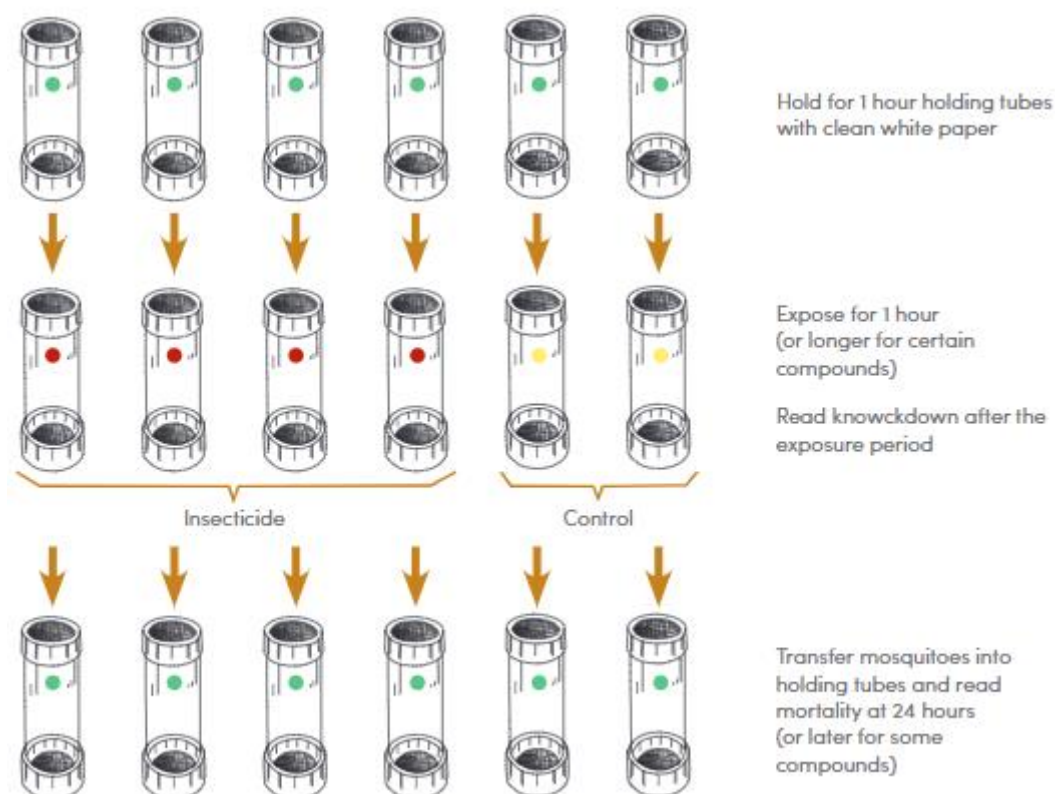 Hold for 1 hour holding tubes
with clean white paper
Expose for 1 hour
(or longer for certain
compounds)
Read knowckdown after the
exposure period
Insecticide
Control
Transfer mosquitoes into
holding tubes and read
mortality at 24 hours
(or later for some
compounds)